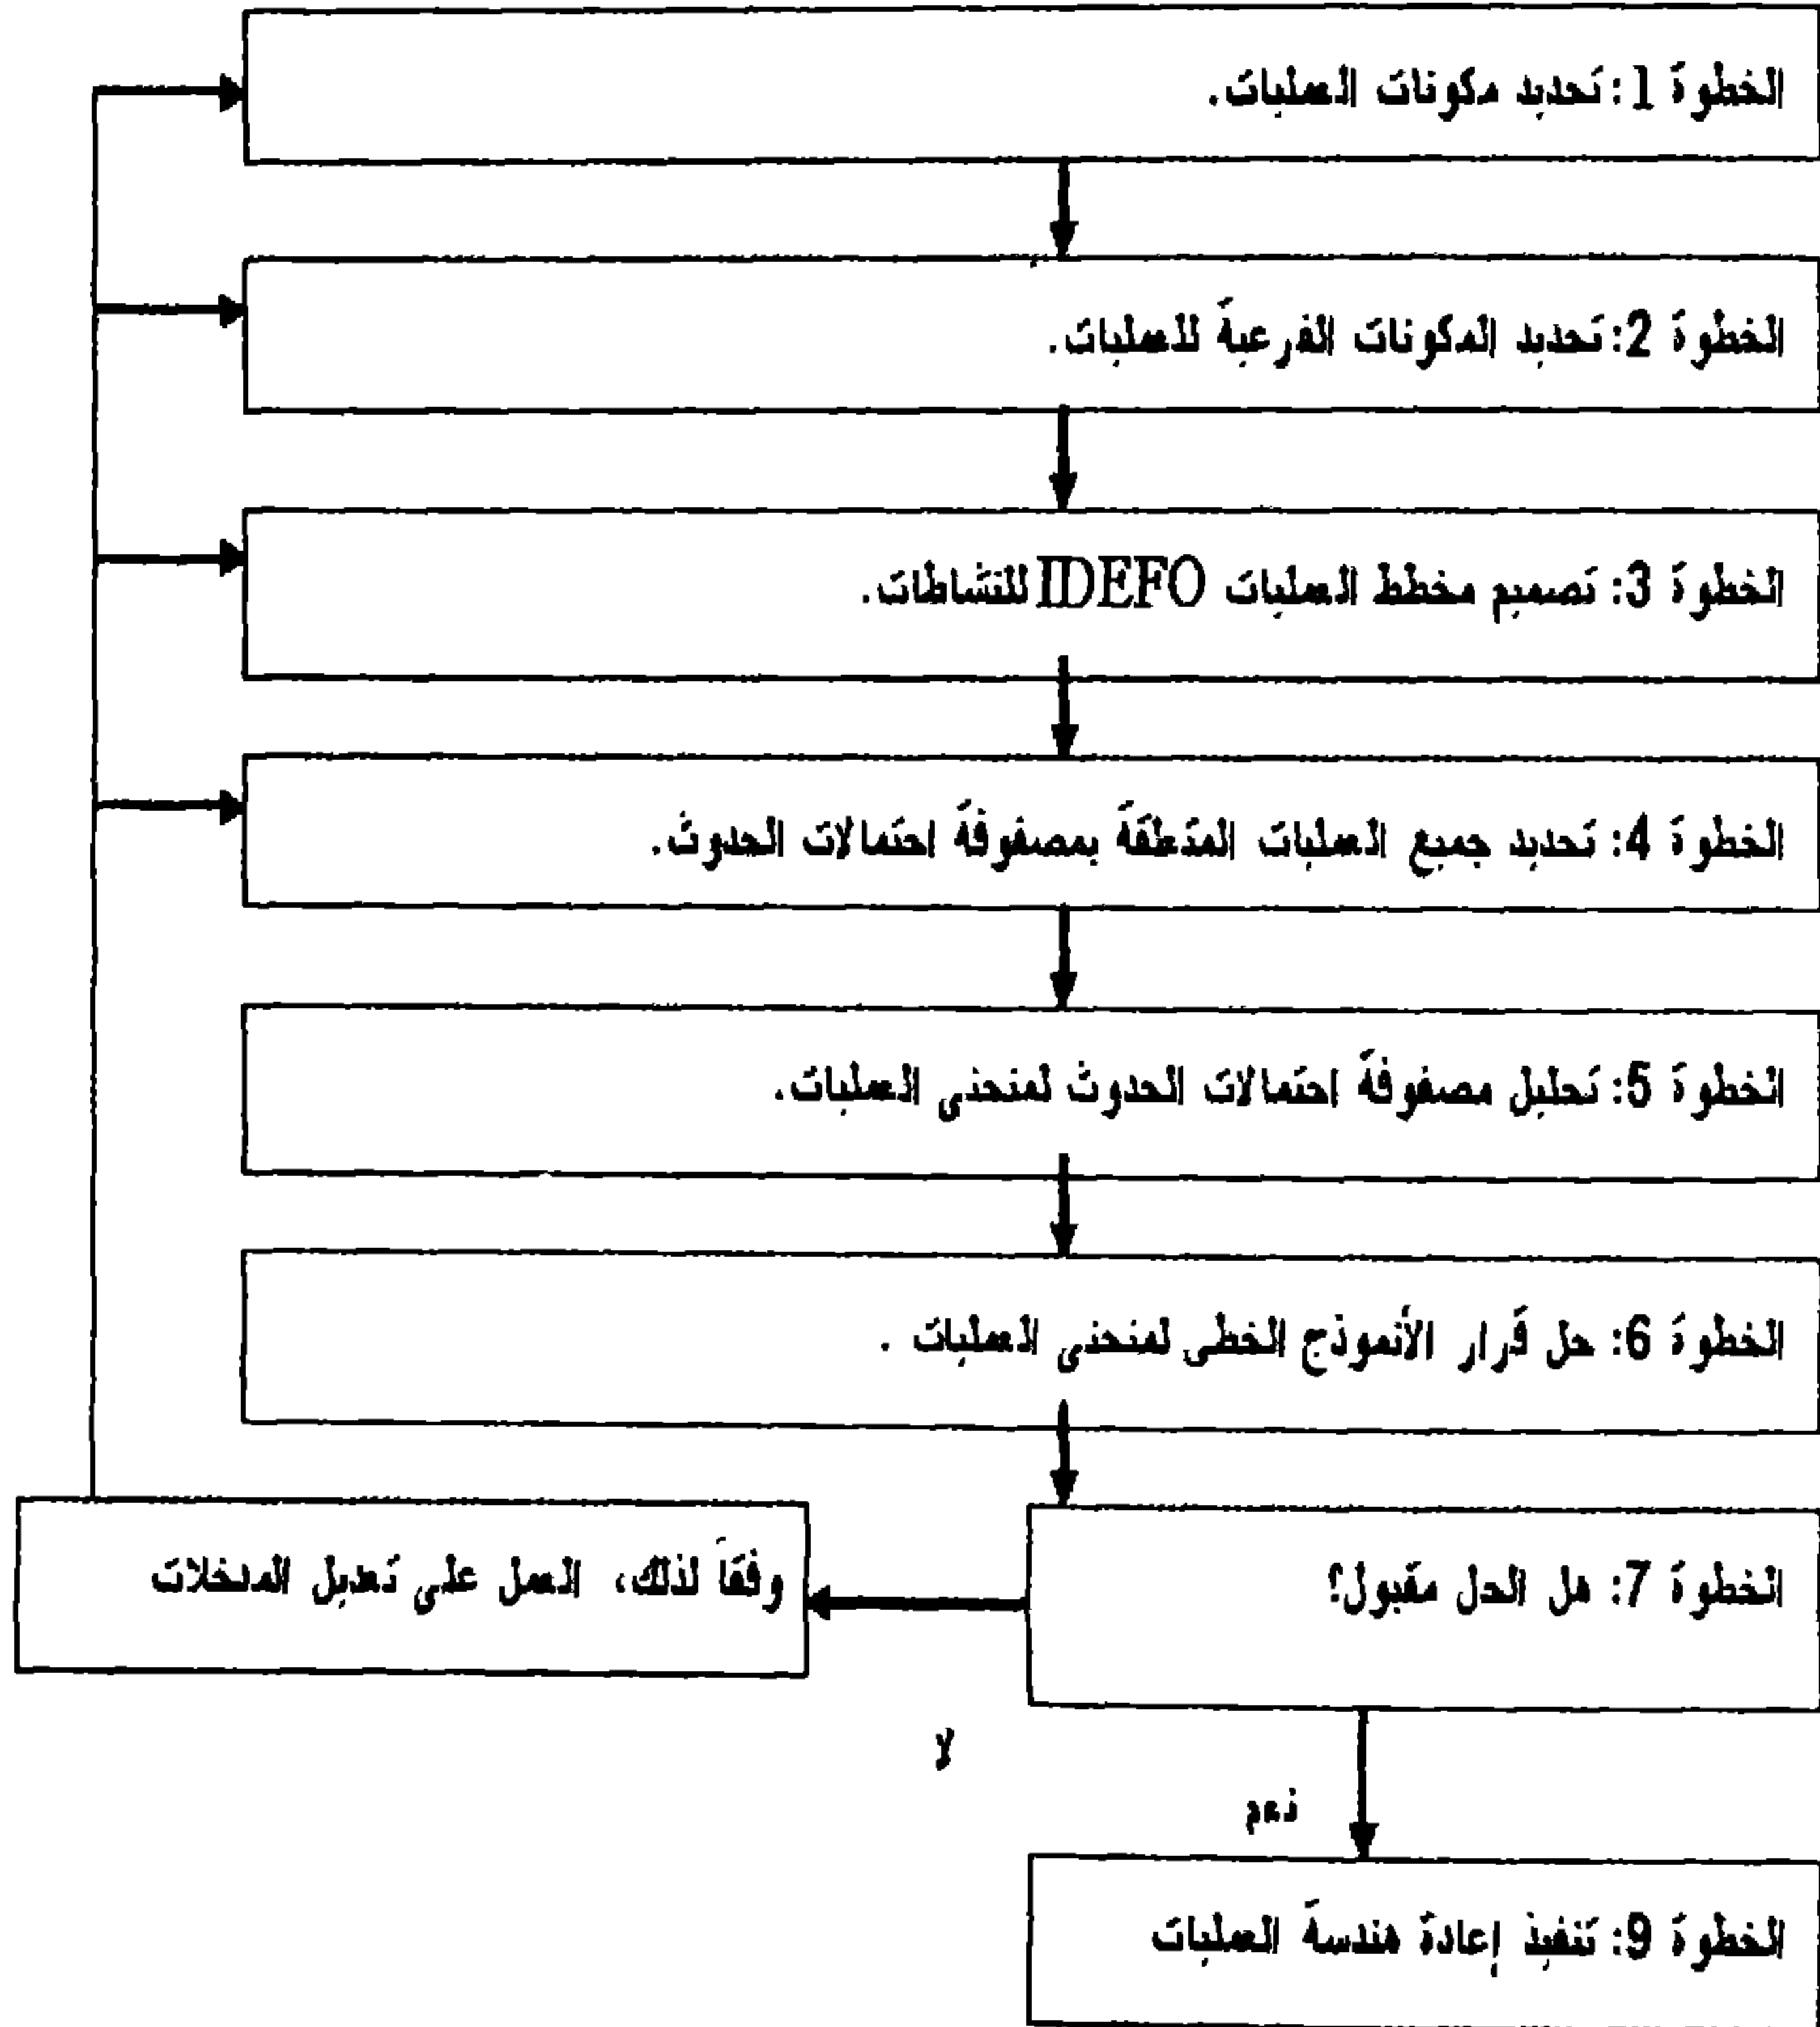 الخطوة 1: تحديد مكونات العمليات.
الخطوة 2: تحديد المكونات الفرعية للعمليات.
الخطوة 3: تصميم مخطط العمليات IDEFO للنشاطات.
الخطوة 4: تحديد جميع العمليات المتعلقة بمصفوفة احتمالات الحدوث.
الخطوة 5: تحليل مصفوفة احتمالات الحدوث لمنحنى العمليات.
الخطوة 6: حل قرار الأنموذج الخطى لمنحنى العمليات .
الخطوة 7: هل الحل مقبول؟
وفقاً لذلك، العمل على تعديل المدخلات
لا
نعم
الخطوة 9: تنفيذ إعادة هندسة العمليات